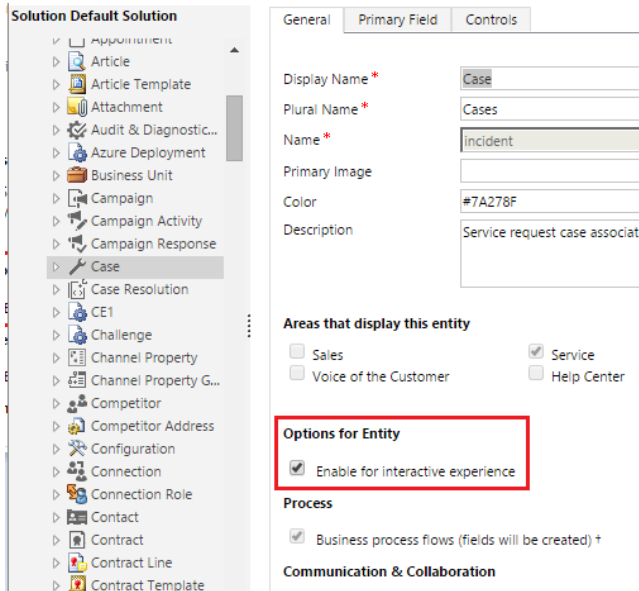 Solution Default Solution
Appointment
Article
Article Template
Attachment
Audit & Diagnostic...
Azure Deployment
Business Unit
Campaign
Campaign Activity
Campaign Response
Case
Case Resolution
CE1
Challenge
Channel Property
Channel Property G...
Competitor
Competitor Address
Configuration
Connection
Connection Role
Contact
Contract
Contract Line
Contract Template
General Primary Field Controls
Display Name * Case
Plural Name * Cases
Name * incident
Primary Image
Color #7A278F
Description Service request case associat
Areas that display this entity
Sales Service
Voice of the Customer Help Center
Options for Entity
Enable for interactive experience
Process
Business process flows (fields will be created) †
Communication & Collaboration